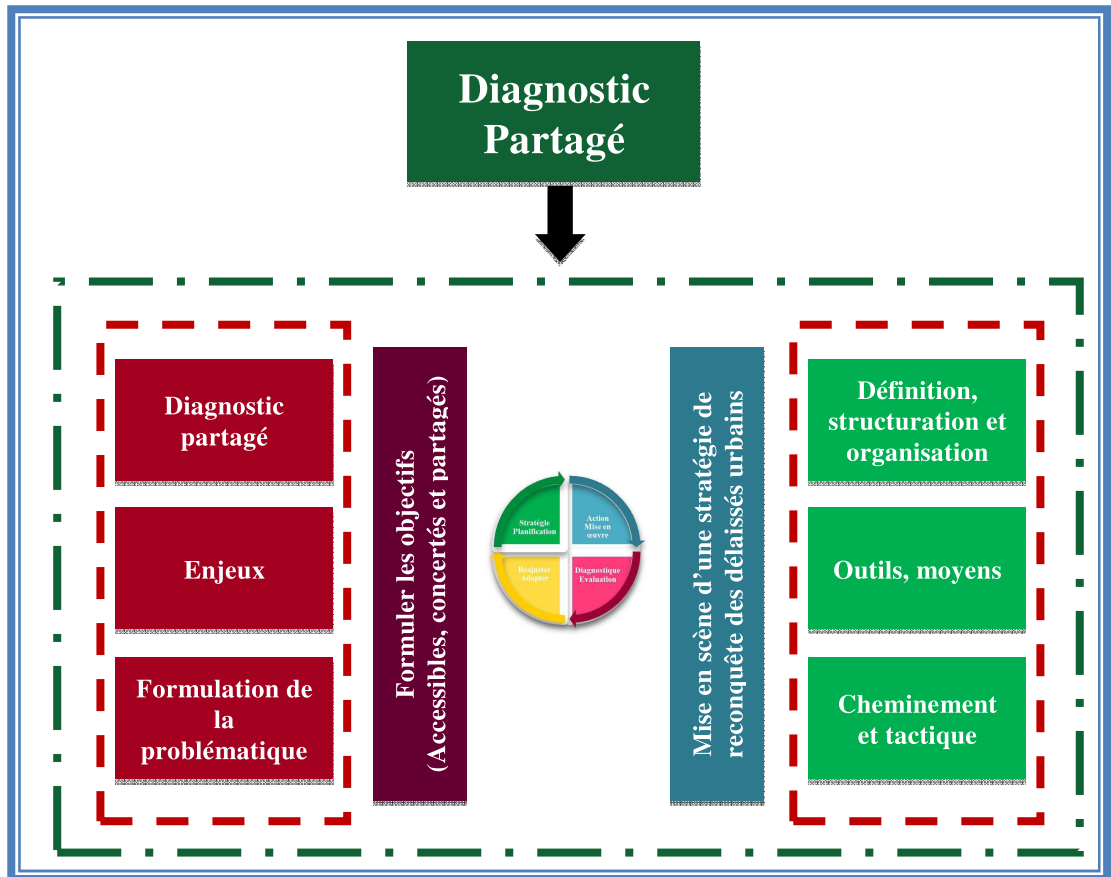 Diagnostic
Partagé
Diagnostic
partagé
Enjeux
Formulation de
la
problématique
Formuler les objectifs
(Accessibles, concertés et partagés)
Stratégie
Planification
Action
Mise en
œuvre
Réajuster
Adapter
Diagnostique
Evaluation
Mise en scène d’une stratégie de
reconquête des délaissés urbains
Définition,
structuration et
organisation
Outils, moyens
Cheminement
et tactique